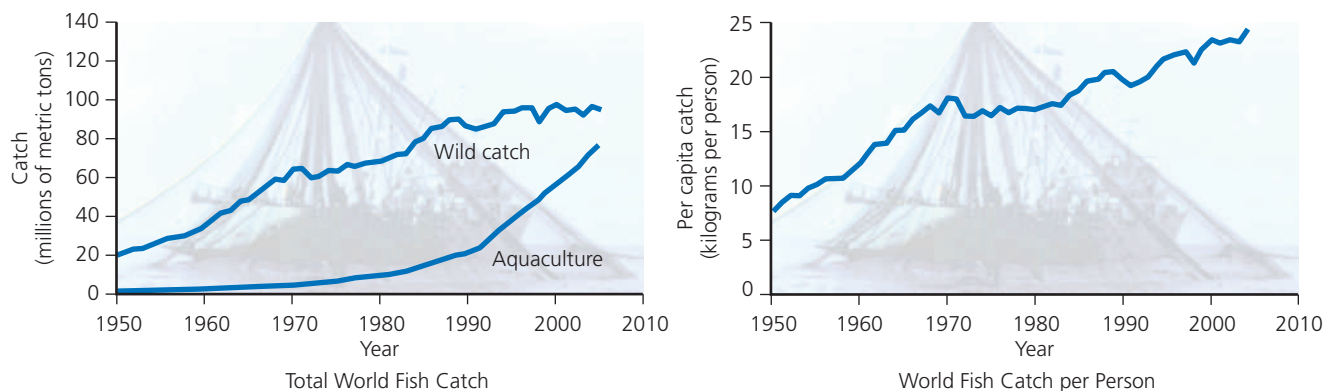 140
120
100
80
60
40
20
0
Catch
(millions of metric tons)
Wild catch
Aquaculture
1950 1960 1970 1980 1990 2000 2010
Year
Total World Fish Catch
25
20
15
10
5
0
Per capita catch
(kilograms per person)
1950 1960 1970 1980 1990 2000 2010
Year
World Fish Catch per Person